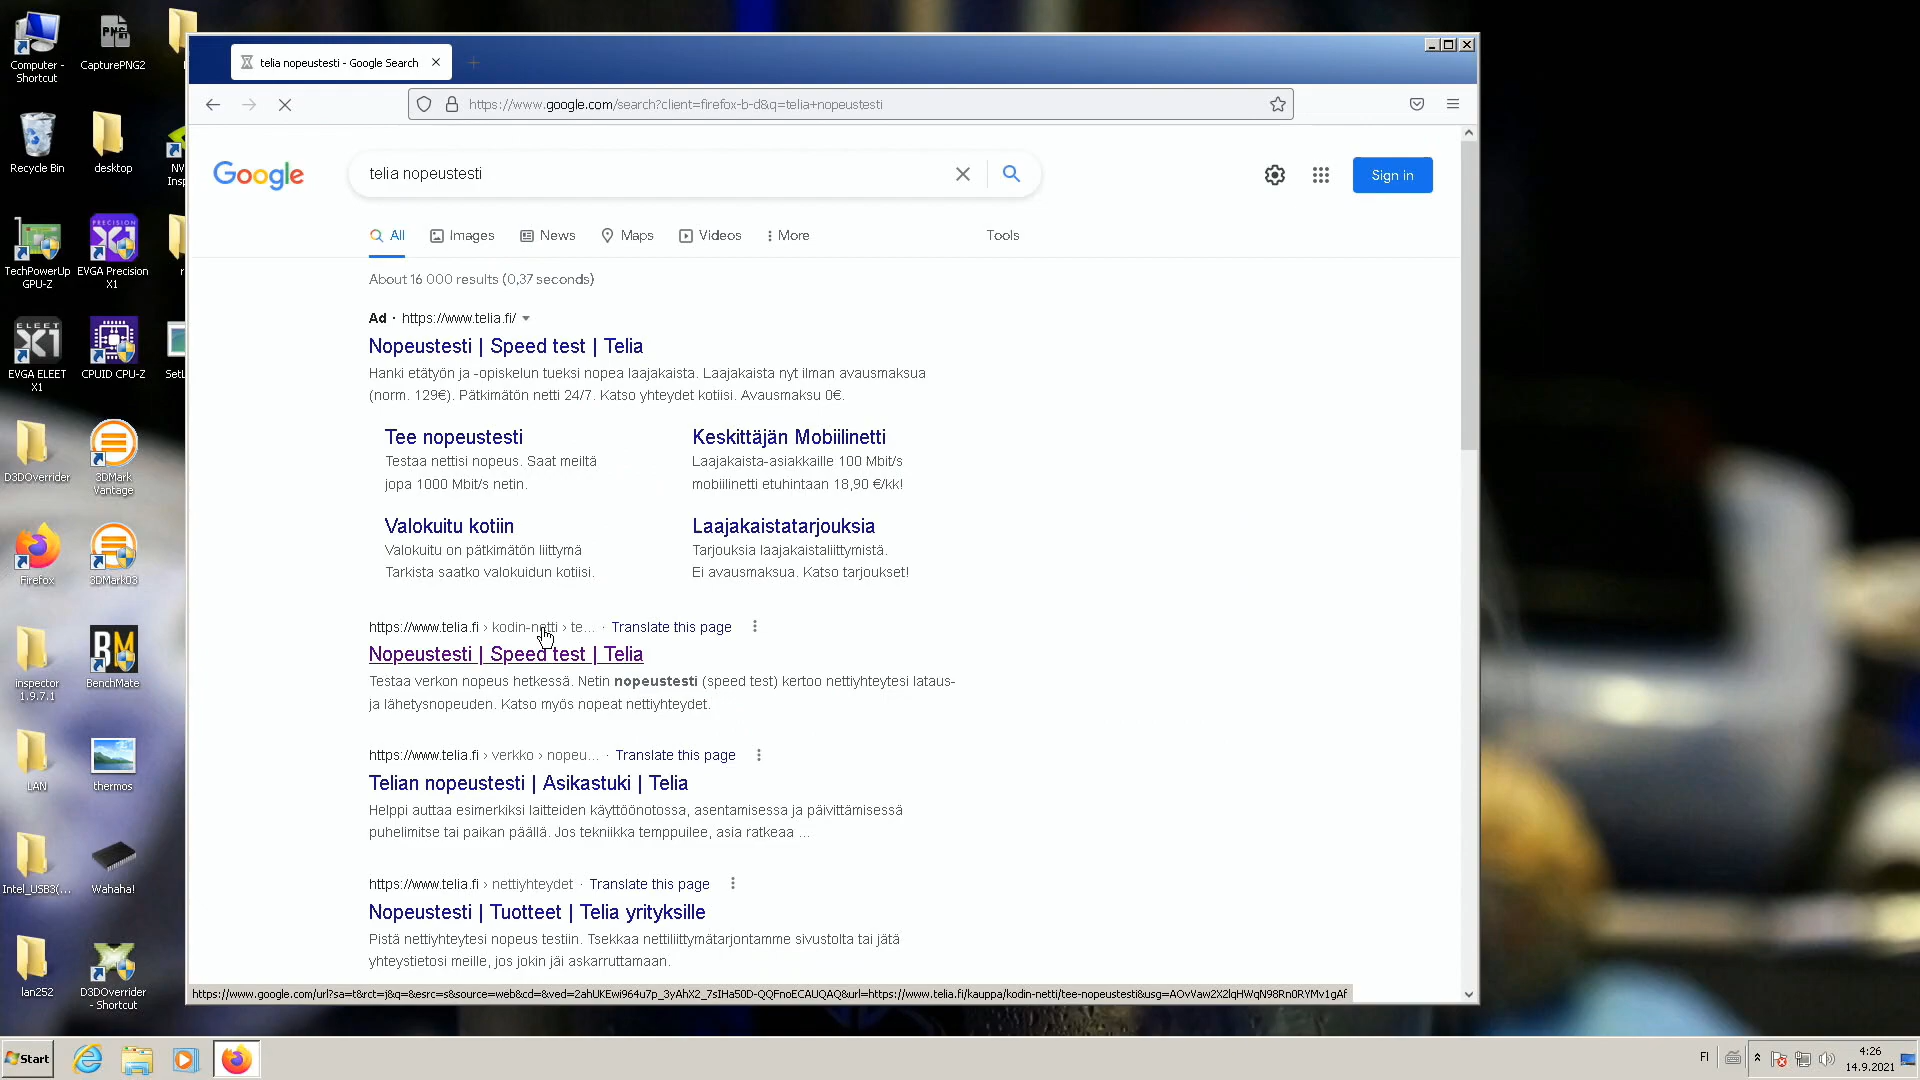 Computer - Shortcut
CapturePNG2
Recycle Bin
desktop
NV
Insp
TechPowerUp GPU-Z
EVGA Precision X1
EVGA ELEET X1
CPUID CPU-Z
SetL
D3DOverrider
3DMark Vantage
Firefox
3DMark03
inspector 1.9.7.1
BenchMate
LAN
thermos
Intel_USB3(...
Wahaha!
lan252
D3DOverrider - Shortcut
PNG
PRECISION
X1
ELEET
X1
BM
telia nopeustesti - Google Search
https://www.google.com/search?client=firefox-b-d&q=telia+nopeustesti
Google
telia nopeustesti
Sign in
All Images News Maps Videos More Tools
About 16 000 results (0,37 seconds)
Ad · https://www.telia.fi/
Nopeustesti | Speed test | Telia
Hanki etätyön ja -opiskelun tueksi nopea laajakaista. Laajakaista nyt ilman avausmaksua
(norm. 129€). Pätkimätön netti 24/7. Katso yhteydet kotiisi. Avausmaksu 0€.
Tee nopeustesti
Testaa nettisi nopeus. Saat meiltä
jopa 1000 Mbit/s netin.
Keskittäjän Mobiilinetti
Laajakaista-asiakkaille 100 Mbit/s
mobiilinetti etuhintaan 18,90 €/kk!
Valokuitu kotiin
Valokuitu on pätkimätön liittymä
Tarkista saatko valokuidun kotiisi.
Laajakaistatarjouksia
Tarjouksia laajakaistaliittymistä.
Ei avausmaksua. Katso tarjoukset!
https://www.telia.fi › kodin-netti › te... · Translate this page
Nopeustesti | Speed test | Telia
Testaa verkon nopeus hetkessä. Netin nopeustesti (speed test) kertoo nettiyhteytesi lataus-
ja lähetysnopeuden. Katso myös nopeat nettiyhteydet.
https://www.telia.fi › verkko › nopeu... · Translate this page
Telian nopeustesti | Asikastuki | Telia
Helppi auttaa esimerkiksi laitteiden käyttöönotossa, asentamisessa ja päivittämisessä
puhelimitse tai paikan päällä. Jos tekniikka temppuilee, asia ratkeaa ...
https://www.telia.fi › nettiyhteydet · Translate this page
Nopeustesti | Tuotteet | Telia yrityksille
Pistä nettiyhteytesi nopeus testiin. Tsekkaa nettiliittymätarjontamme sivustolta tai jätä
yhteystietosi meille, jos jokin jäi askarruttamaan.
https://www.google.com/url?sa=t&rct=j&q=&esrc=s&source=web&cd=&ved=2ahUKEwi964u7p_3yAhX2_7sIHa50D-QQFnoECAUQAQ&url=https://www.telia.fi/kauppa/kodin-netti/tee-nopeustesti&usg=AOvVaw2X2lqHWqN98Rn0RYMv1gAf
Start
FI
4:26
14.9.2021